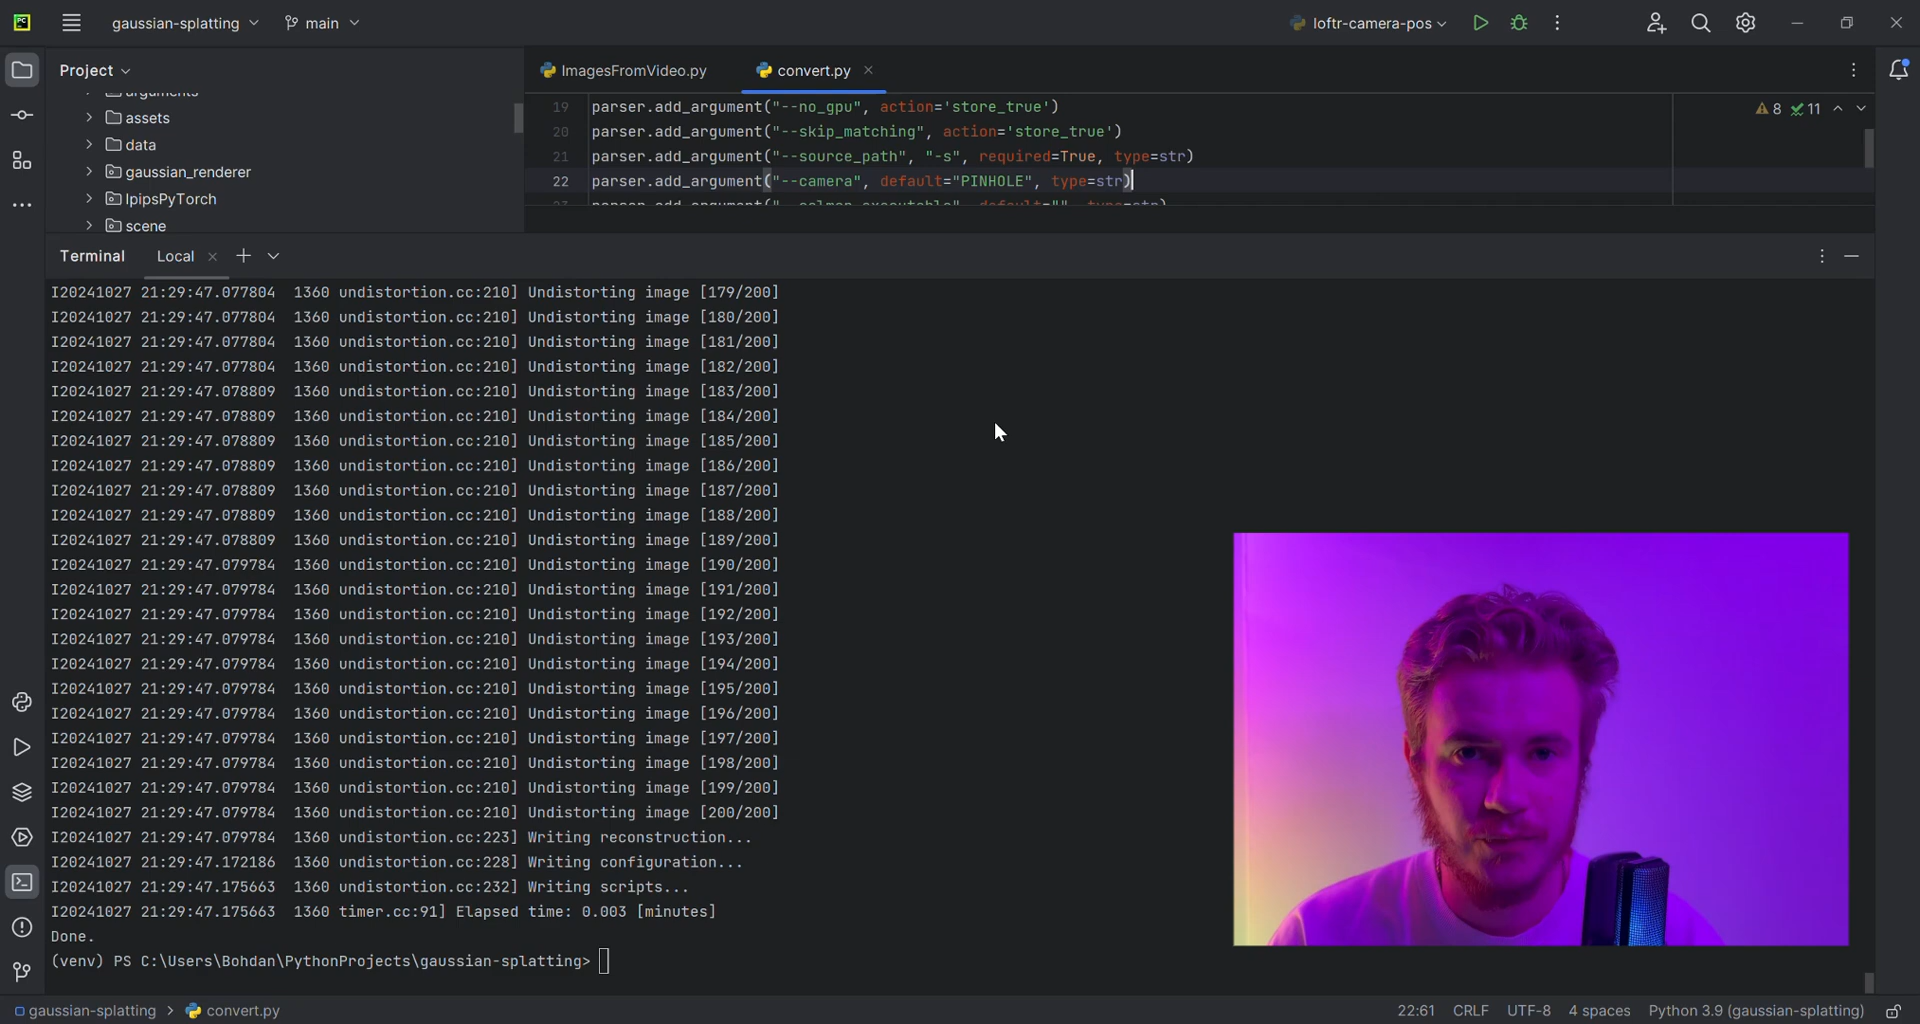 gaussian-splatting
main
loftr-camera-pos
Project
arguments
assets
data
gaussian_renderer
lpipsPyTorch
scene
ImagesFromVideo.py
convert.py
19 parser.add_argument("--no_gpu", action='store_true')
20 parser.add_argument("--skip_matching", action='store_true')
21 parser.add_argument("--source_path", "-s", required=True, type=str)
22 parser.add_argument("--camera", default="PINHOLE", type=str)
23 parser.add_argument("--colmap_executable", default="", type=str)
8 11
Terminal
Local
I20241027 21:29:47.077804  1360 undistortion.cc:210] Undistorting image [179/200]
I20241027 21:29:47.077804  1360 undistortion.cc:210] Undistorting image [180/200]
I20241027 21:29:47.077804  1360 undistortion.cc:210] Undistorting image [181/200]
I20241027 21:29:47.077804  1360 undistortion.cc:210] Undistorting image [182/200]
I20241027 21:29:47.078809  1360 undistortion.cc:210] Undistorting image [183/200]
I20241027 21:29:47.078809  1360 undistortion.cc:210] Undistorting image [184/200]
I20241027 21:29:47.078809  1360 undistortion.cc:210] Undistorting image [185/200]
I20241027 21:29:47.078809  1360 undistortion.cc:210] Undistorting image [186/200]
I20241027 21:29:47.078809  1360 undistortion.cc:210] Undistorting image [187/200]
I20241027 21:29:47.078809  1360 undistortion.cc:210] Undistorting image [188/200]
I20241027 21:29:47.078809  1360 undistortion.cc:210] Undistorting image [189/200]
I20241027 21:29:47.079784  1360 undistortion.cc:210] Undistorting image [190/200]
I20241027 21:29:47.079784  1360 undistortion.cc:210] Undistorting image [191/200]
I20241027 21:29:47.079784  1360 undistortion.cc:210] Undistorting image [192/200]
I20241027 21:29:47.079784  1360 undistortion.cc:210] Undistorting image [193/200]
I20241027 21:29:47.079784  1360 undistortion.cc:210] Undistorting image [194/200]
I20241027 21:29:47.079784  1360 undistortion.cc:210] Undistorting image [195/200]
I20241027 21:29:47.079784  1360 undistortion.cc:210] Undistorting image [196/200]
I20241027 21:29:47.079784  1360 undistortion.cc:210] Undistorting image [197/200]
I20241027 21:29:47.079784  1360 undistortion.cc:210] Undistorting image [198/200]
I20241027 21:29:47.079784  1360 undistortion.cc:210] Undistorting image [199/200]
I20241027 21:29:47.079784  1360 undistortion.cc:210] Undistorting image [200/200]
I20241027 21:29:47.079784  1360 undistortion.cc:223] Writing reconstruction...
I20241027 21:29:47.172186  1360 undistortion.cc:228] Writing configuration...
I20241027 21:29:47.175663  1360 undistortion.cc:232] Writing scripts...
I20241027 21:29:47.175663  1360 timer.cc:91] Elapsed time: 0.003 [minutes]
Done.
(venv) PS C:\Users\Bohdan\PythonProjects\gaussian-splatting>
gaussian-splatting > convert.py
22:61 CRLF UTF-8 4 spaces Python 3.9 (gaussian-splatting)